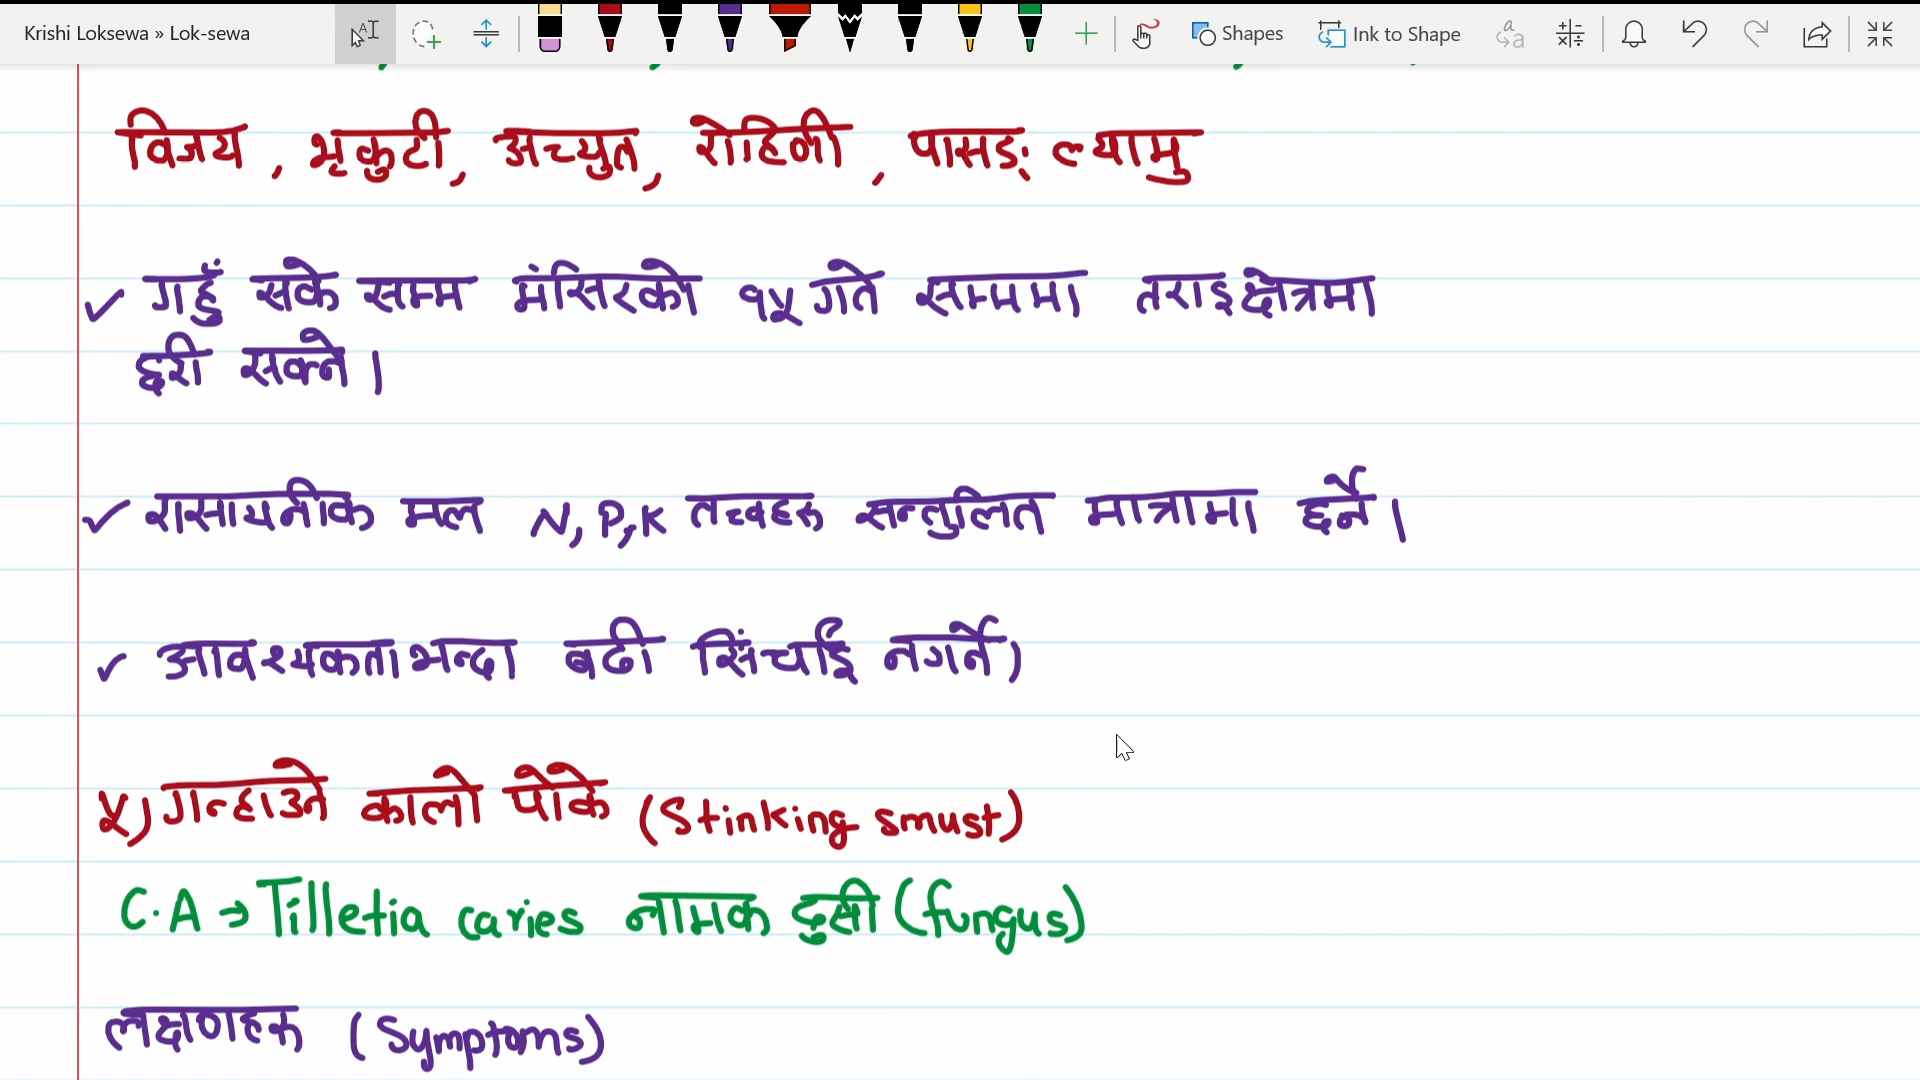 Krishi Loksewa » Lok-sewa
Shapes
Ink to Shape
विजय , भृकुटी, अच्युत, रोहिणी , पासङ् ल्यामु
✓ गहुँ सके सम्म मंसिरको १५ गते सम्ममा तराइ क्षेत्रमा
छरी सक्ने ।
✓ रासायनीक मल N, P, K तत्त्वहरु सन्तुलित मात्रामा छर्ने ।
✓ आवश्यकता भन्दा बढी सिंचाई नगर्ने ।
५) गन्हाउने कालो पोके (Stinking smust)
C.A → Tilletia caries नामक दुसी (fungus)
लक्षणहरु (Symptoms)